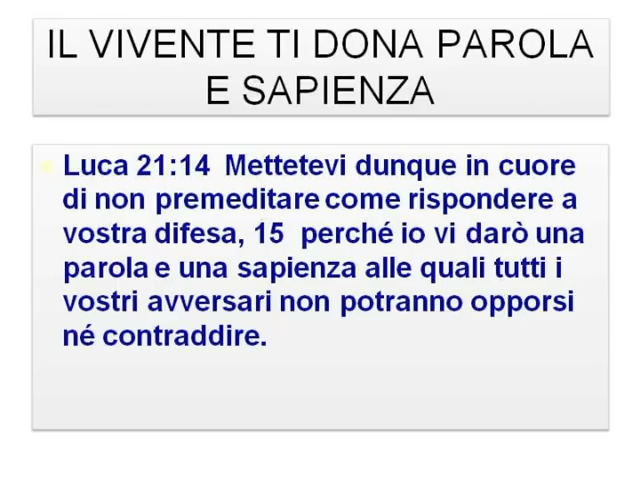 IL VIVENTE TI DONA PAROLA
E SAPIENZA
Luca 21:14 Mettetevi dunque in cuore
di non premeditare come rispondere a
vostra difesa, 15 perché io vi darò una
parola e una sapienza alle quali tutti i
vostri avversari non potranno opporsi
né contraddire.